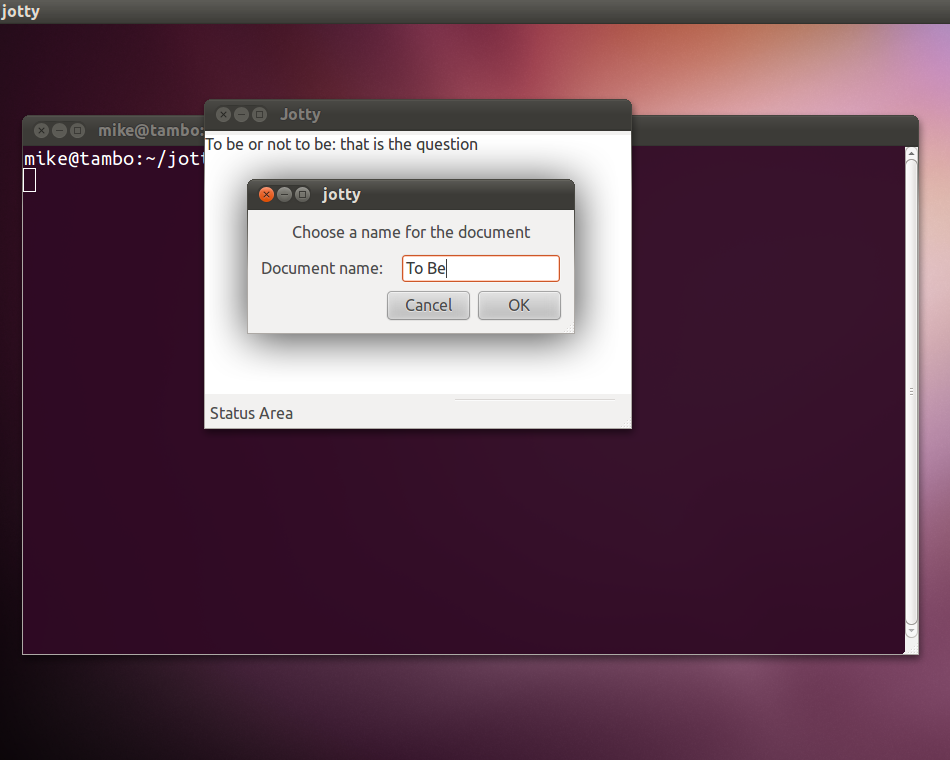 jotty
Jotty
mike@tambo:
To be or not to be: that is the question
mike@tambo:~/jot
jotty
Choose a name for the document
Document name: To Be
Cancel OK
Status Area